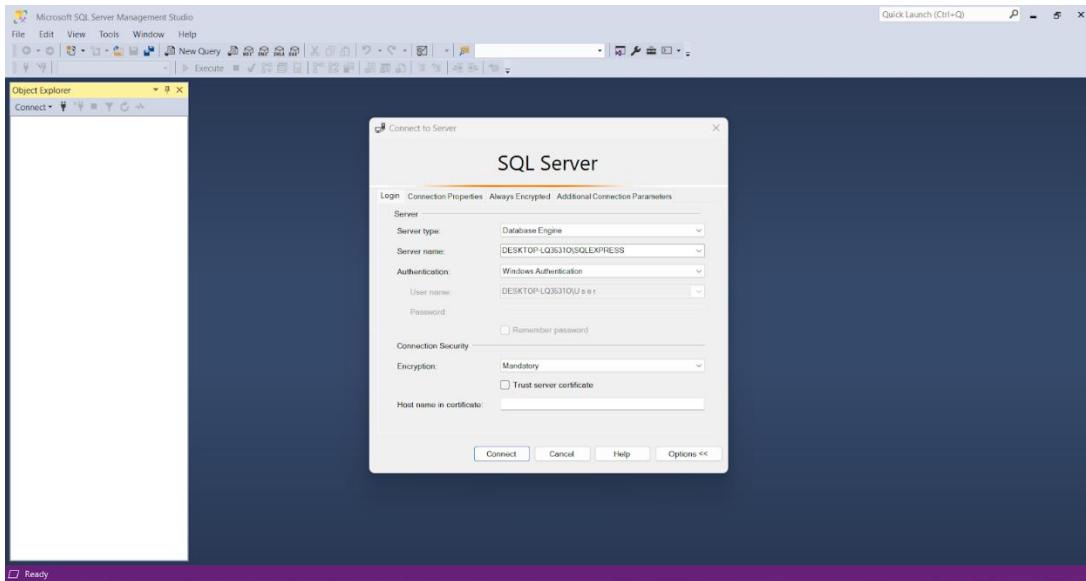 Microsoft SQL Server Management Studio
Quick Launch (Ctrl+Q)
File Edit View Tools Window Help
New Query
Execute
Object Explorer
Connect
Connect to Server
SQL Server
Login Connection Properties Always Encrypted Additional Connection Parameters
Server
Server type: Database Engine
Server name: DESKTOP-LQ35310\SQLEXPRESS
Authentication: Windows Authentication
User name: DESKTOP-LQ35310\U s e r
Password:
Remember password
Connection Security
Encryption: Mandatory
Trust server certificate
Host name in certificate:
Connect Cancel Help Options <<
Ready